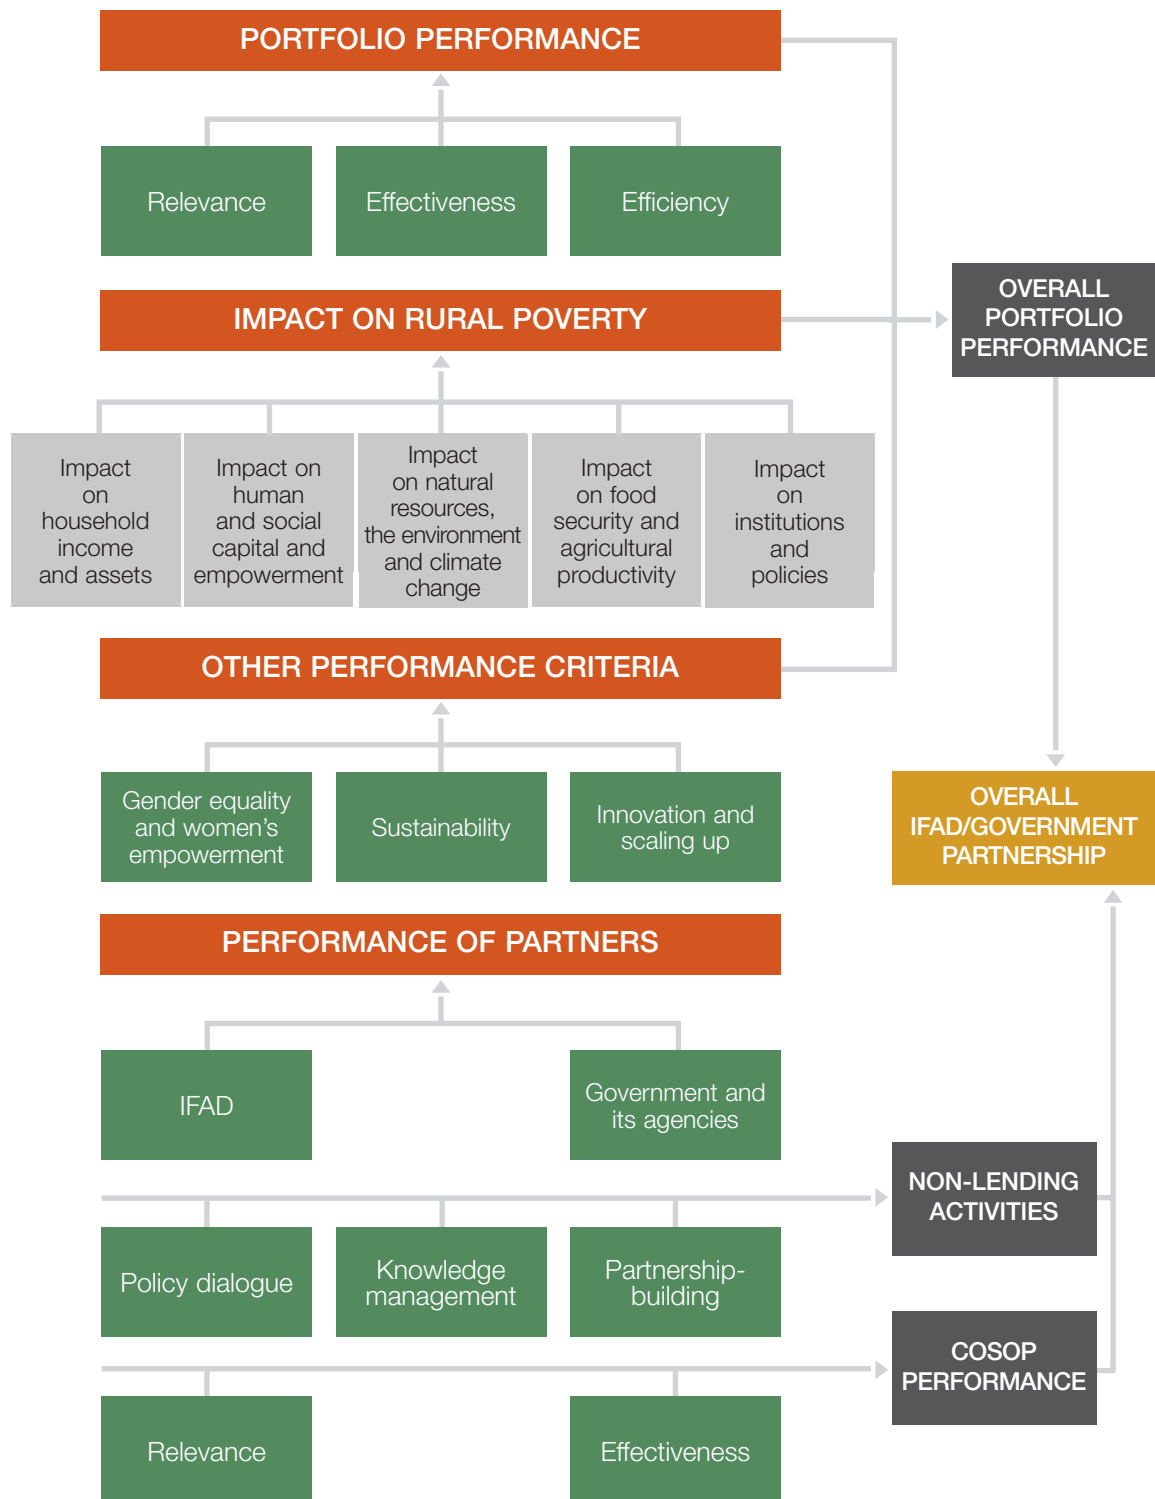 PORTFOLIO PERFORMANCE
Relevance
Effectiveness
Efficiency
IMPACT ON RURAL POVERTY
OVERALL
PORTFOLIO
PERFORMANCE
Impact
on
household
income
and assets
Impact on
human
and social
capital and
empowerment
Impact
on natural
resources,
the environment
and climate
change
Impact
on food
security and
agricultural
productivity
Impact
on
institutions
and
policies
OTHER PERFORMANCE CRITERIA
Gender equality
and women's
empowerment
Sustainability
Innovation and
scaling up
OVERALL
IFAD/GOVERNMENT
PARTNERSHIP
PERFORMANCE OF PARTNERS
IFAD
Government and
its agencies
NON-LENDING
ACTIVITIES
Policy dialogue
Knowledge
management
Partnership-
building
COSOP
PERFORMANCE
Relevance
Effectiveness